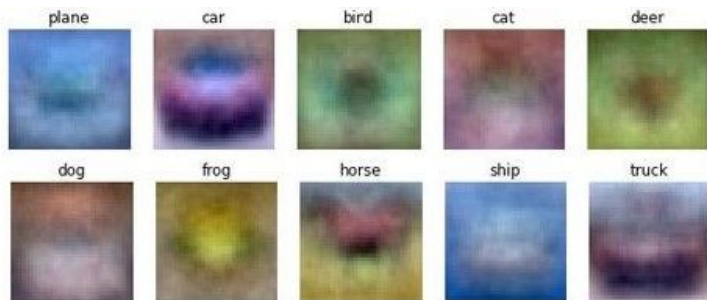 plane car bird cat deer
dog frog horse ship truck